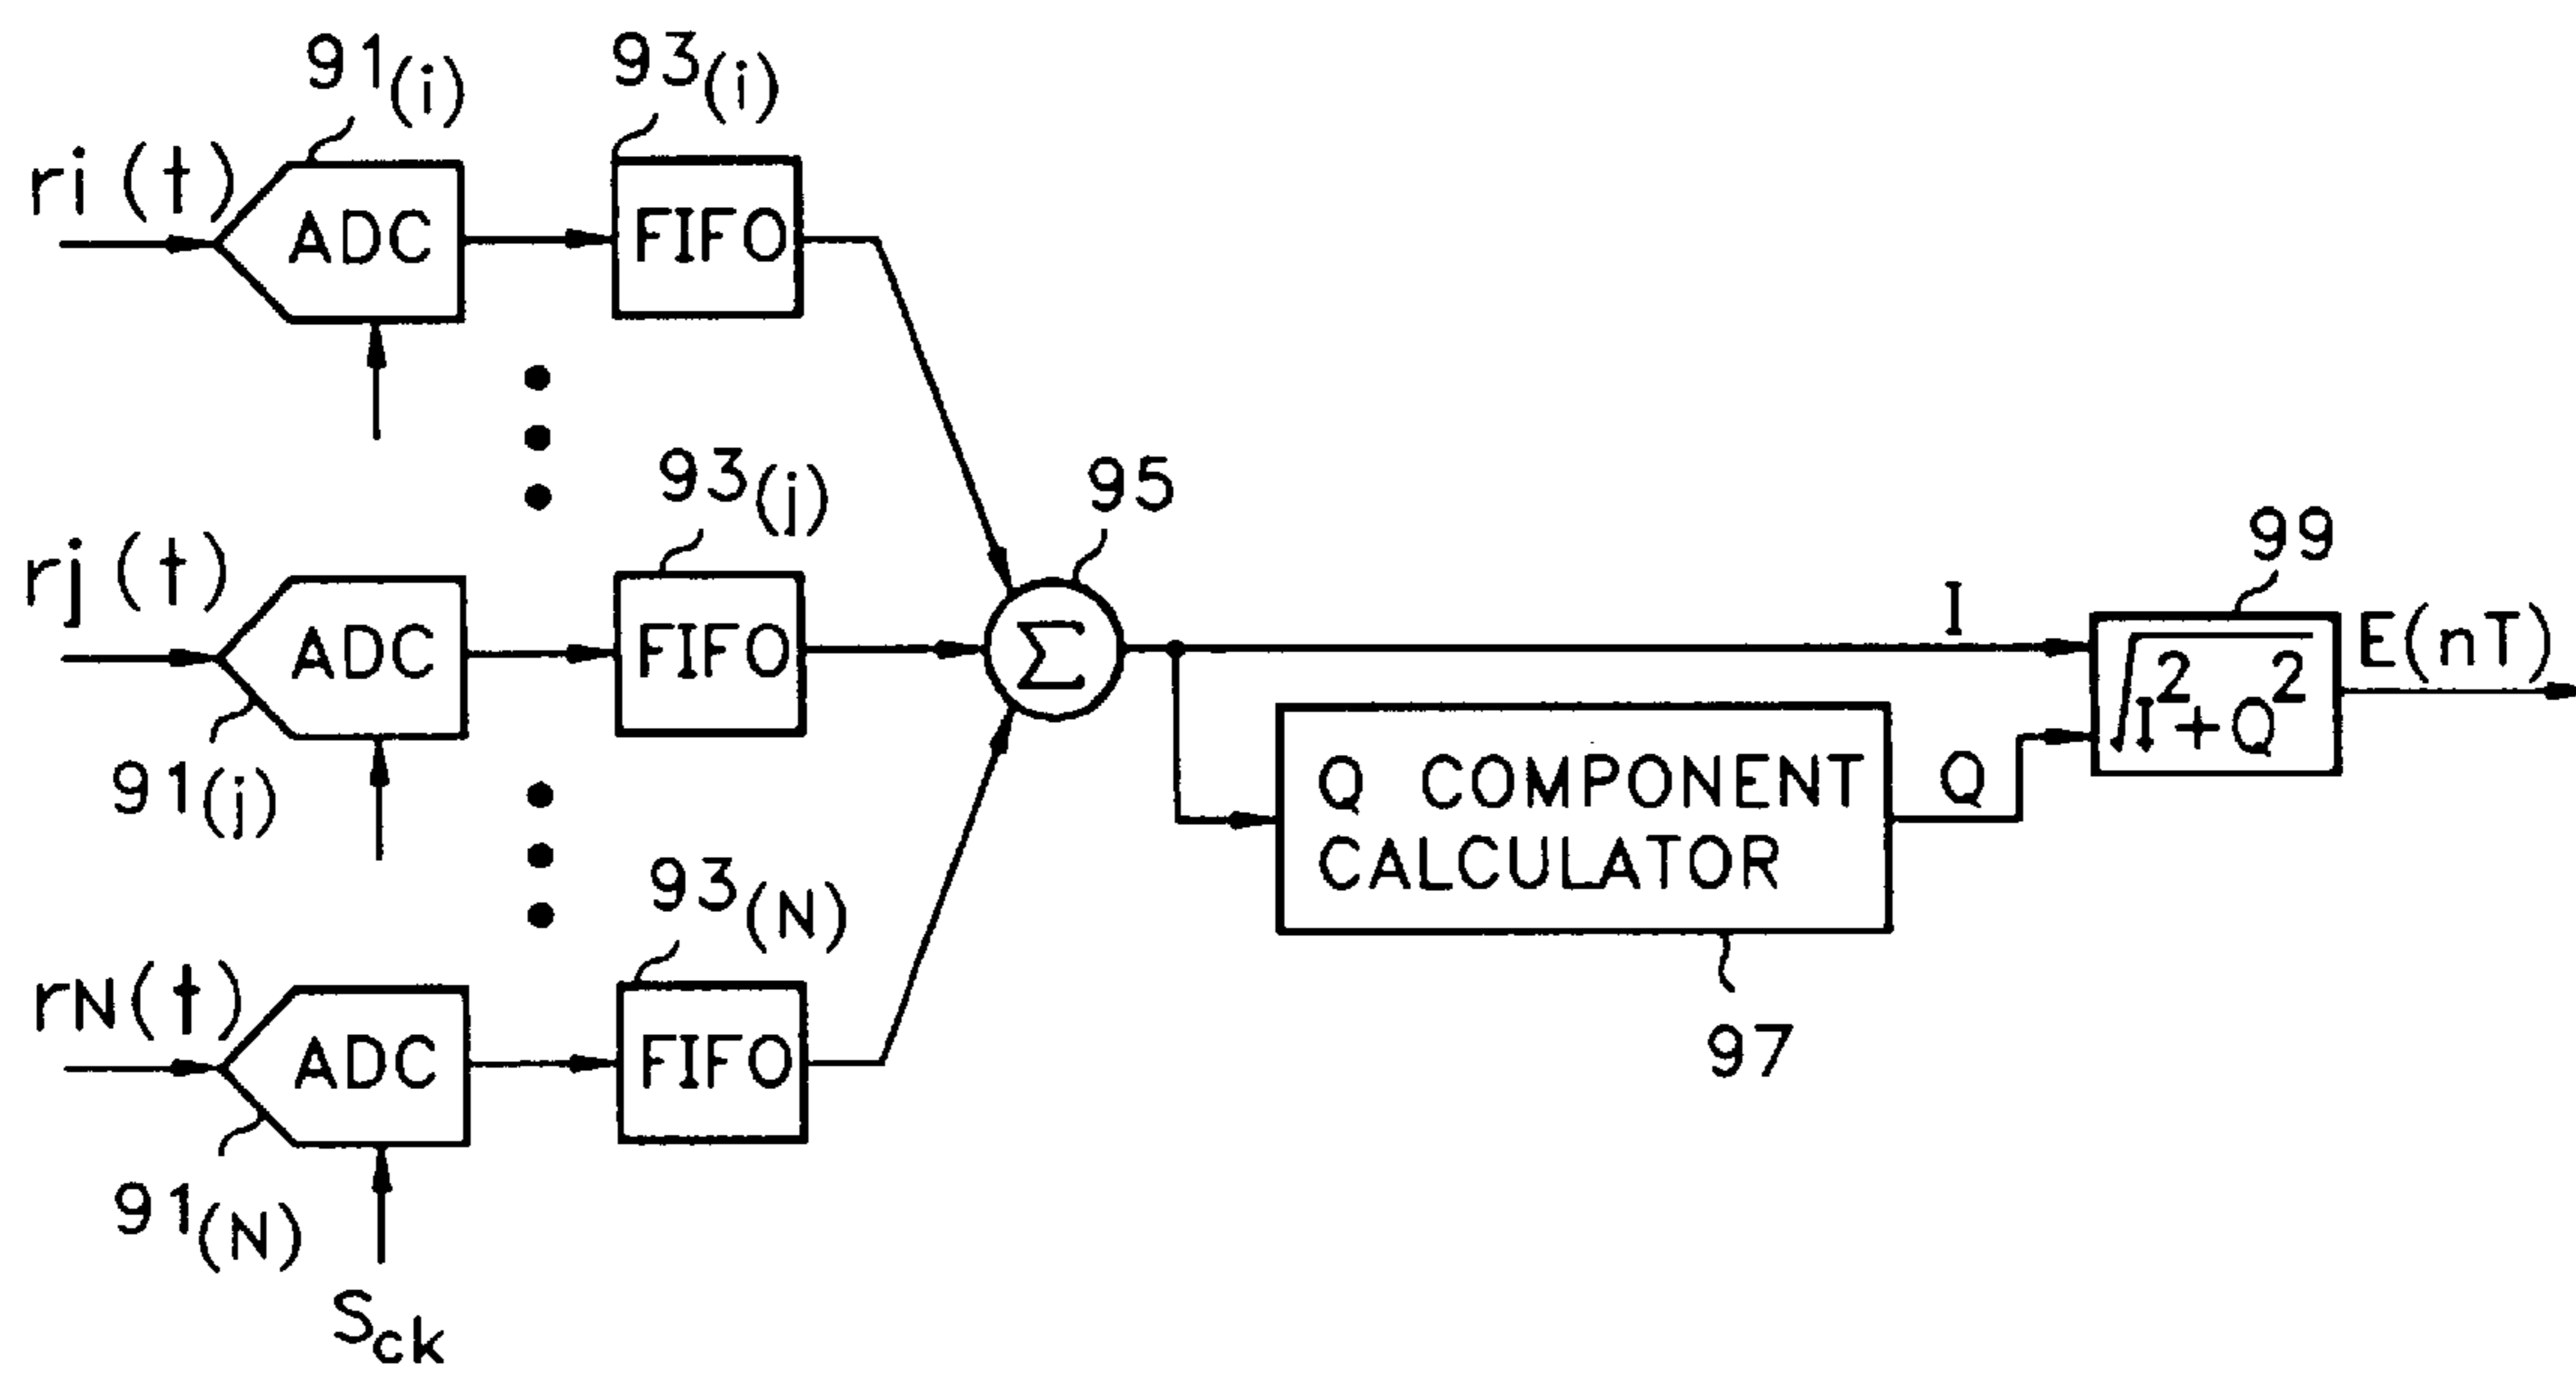 91(i)
93(i)
ri(t)
ADC
FIFO
93(j)
95
rj(t)
ADC
FIFO
Σ
I
99
√I²+Q²
E(nT)
91(j)
Q COMPONENT
CALCULATOR
Q
93(N)
97
rN(t)
ADC
FIFO
91(N)
Sck